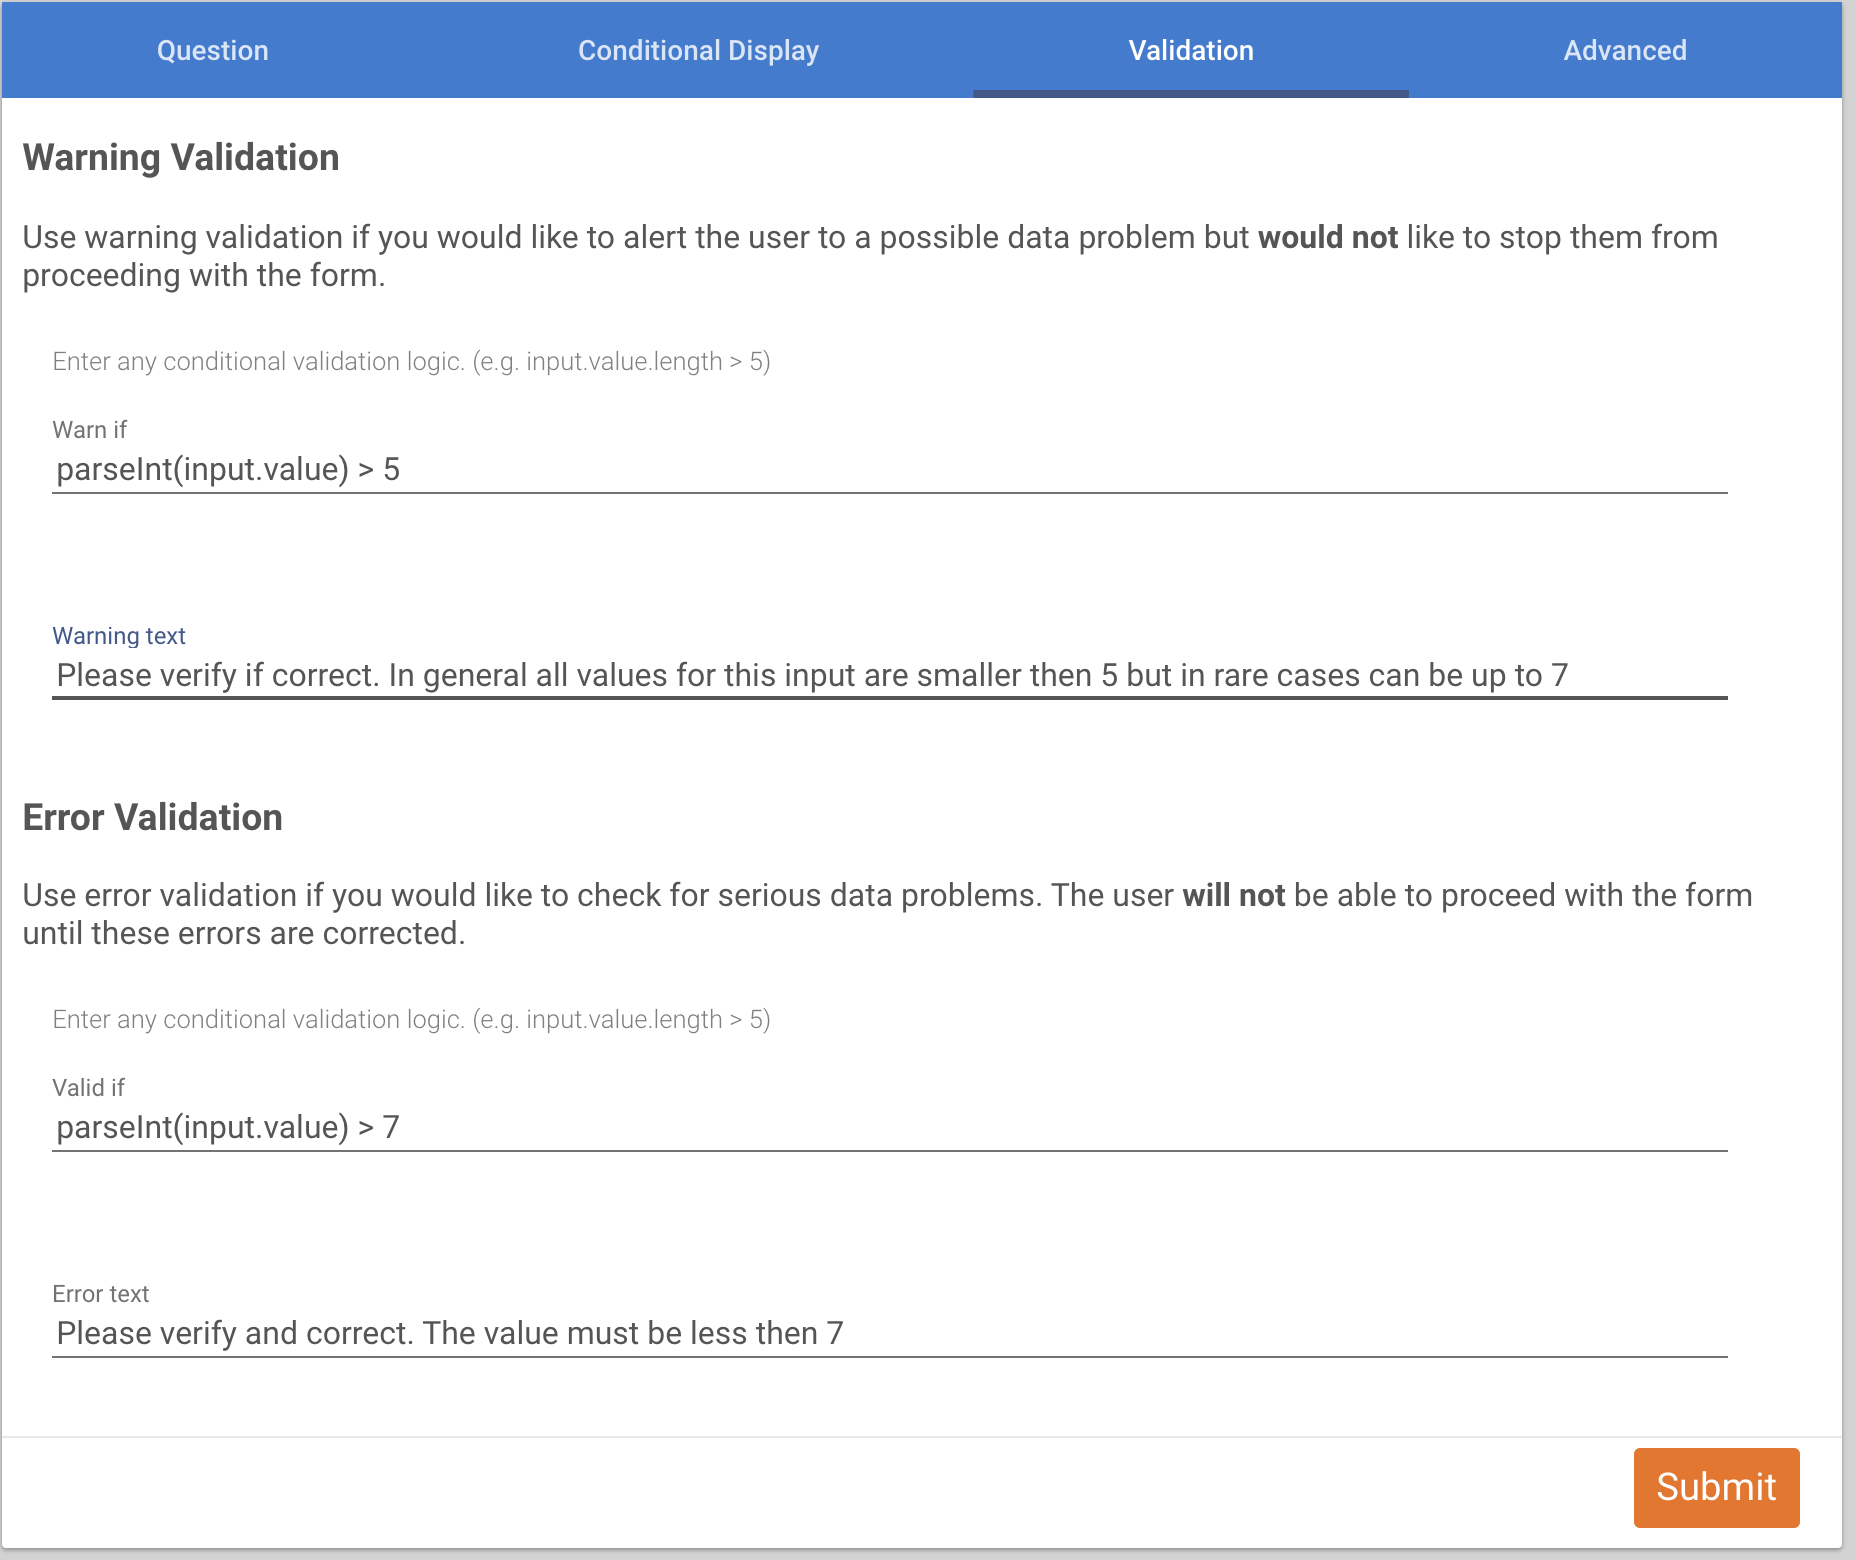 Question Conditional Display Validation Advanced
Warning Validation
Use warning validation if you would like to alert the user to a possible data problem but would not like to stop them from
proceeding with the form.
Enter any conditional validation logic. (e.g. input.value.length > 5)
Warn if
parseInt(input.value) > 5
Warning text
Please verify if correct. In general all values for this input are smaller then 5 but in rare cases can be up to 7
Error Validation
Use error validation if you would like to check for serious data problems. The user will not be able to proceed with the form
until these errors are corrected.
Enter any conditional validation logic. (e.g. input.value.length > 5)
Valid if
parseInt(input.value) > 7
Error text
Please verify and correct. The value must be less then 7
Submit